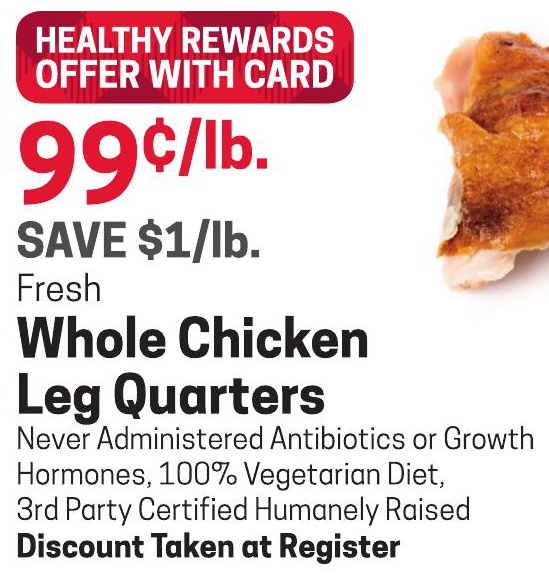 HEALTHY REWARDS
OFFER WITH CARD
99¢/lb.
SAVE $1/lb.
Fresh
Whole Chicken
Leg Quarters
Never Administered Antibiotics or Growth
Hormones, 100% Vegetarian Diet,
3rd Party Certified Humanely Raised
Discount Taken at Register